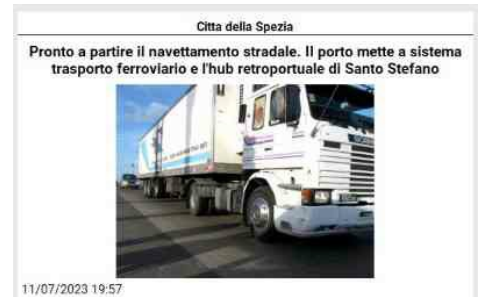 Citta della Spezia
Pronto a partire il navettamento stradale. Il porto mette a sistema
trasporto ferroviario e l'hub retroportuale di Santo Stefano
11/07/2023 19:57